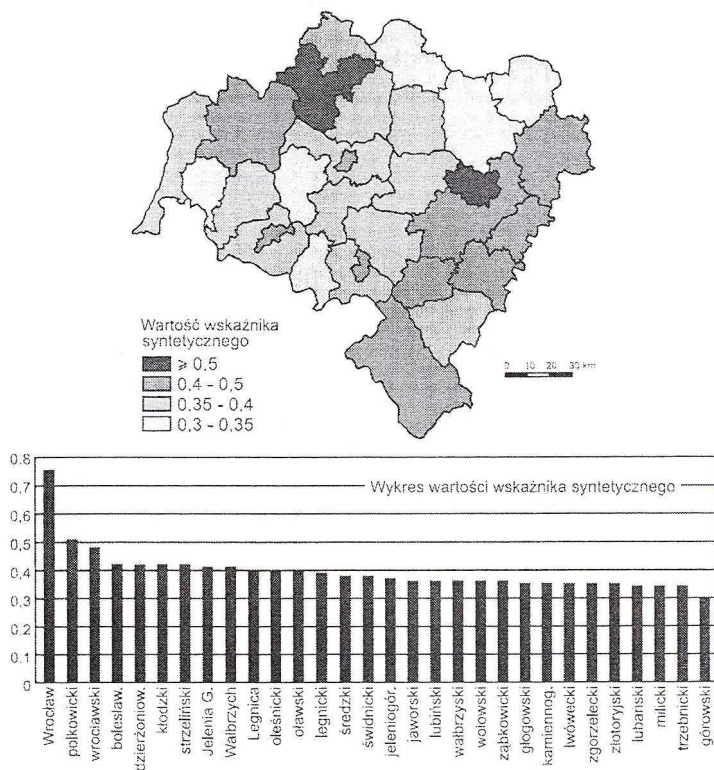 Wartość wskaźnika
syntetycznego
≥ 0,5
0,4 - 0,5
0,35 - 0,4
0,3 - 0,35
0 10 20 30 km
0.8
0,7
0,6
0,5
0.4
0.3
0.2
0.1
0
Wykres wartości wskaźnika syntetycznego
Wrocław
polkowicki
wrocławski
bolesław.
dzierżoniow.
kłodzki
strzeliński
Jelenia G.
Wałbrzych
Legnica
oleśnicki
oławski
legnicki
średzki
świdnicki
jeleniogór.
jaworski
lubiński
wałbrzyski
wołowski
ząbkowicki
głogowski
kamiennog.
lwówecki
zgorzelecki
złotoryjski
lubański
milicki
trzebnicki
górowski